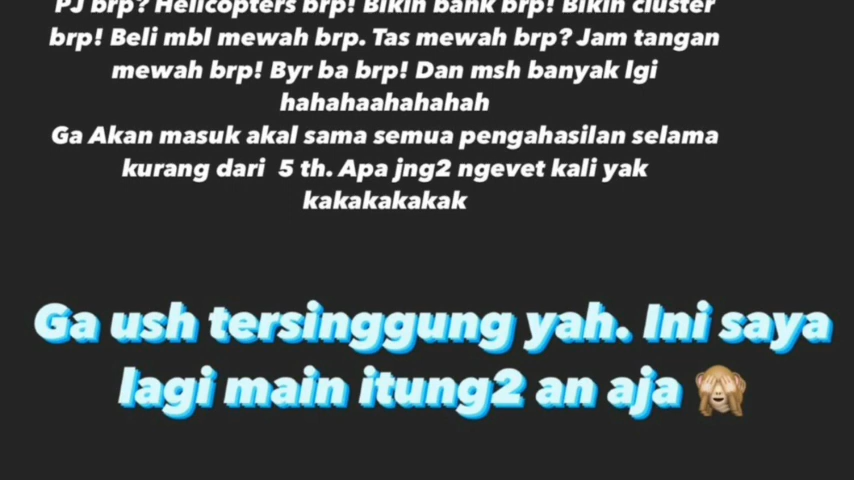 PJ brp? Helicopters brp! Bikin bank brp! Bikin cluster
brp! Beli mbl mewah brp. Tas mewah brp? Jam tangan
mewah brp! Byr ba brp! Dan msh banyak lgi
hahahaahahahah
Ga Akan masuk akal sama semua pengahasilan selama
kurang dari 5 th. Apa jng2 ngevet kali yak
kakakakakak
Ga ush tersinggung yah. Ini saya
lagi main itung2 an aja 🙈